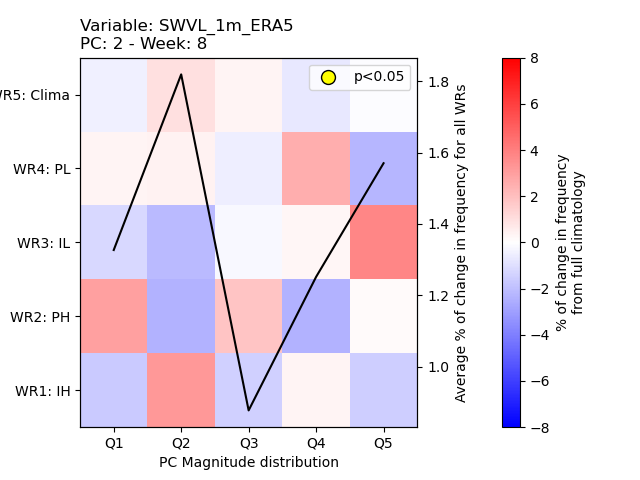 Variable: SWVL_1m_ERA5
PC: 2 - Week: 8
p<0.05
WR5: Clima
WR4: PL
WR3: IL
WR2: PH
WR1: IH
Q1 Q2 Q3 Q4 Q5
PC Magnitude distribution
1.8
1.6
1.4
1.2
1.0
Average % of change in frequency for all WRs
8
6
4
2
0
−2
−4
−6
−8
% of change in frequency
from full climatology